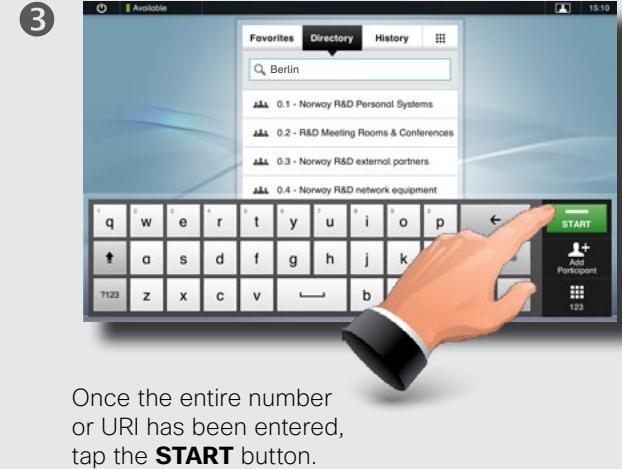 3
Available 15:10
Favorites Directory History
Berlin
0.1 - Norway R&D Personal Systems
0.2 - R&D Meeting Rooms & Conferences
0.3 - Norway R&D external partners
0.4 - Norway R&D network equipment
q w e r t y u i o p
START
a s d f g h j k
Add
Participant
?123 z x c v b
123
Once the entire number
or URI has been entered,
tap the START button.